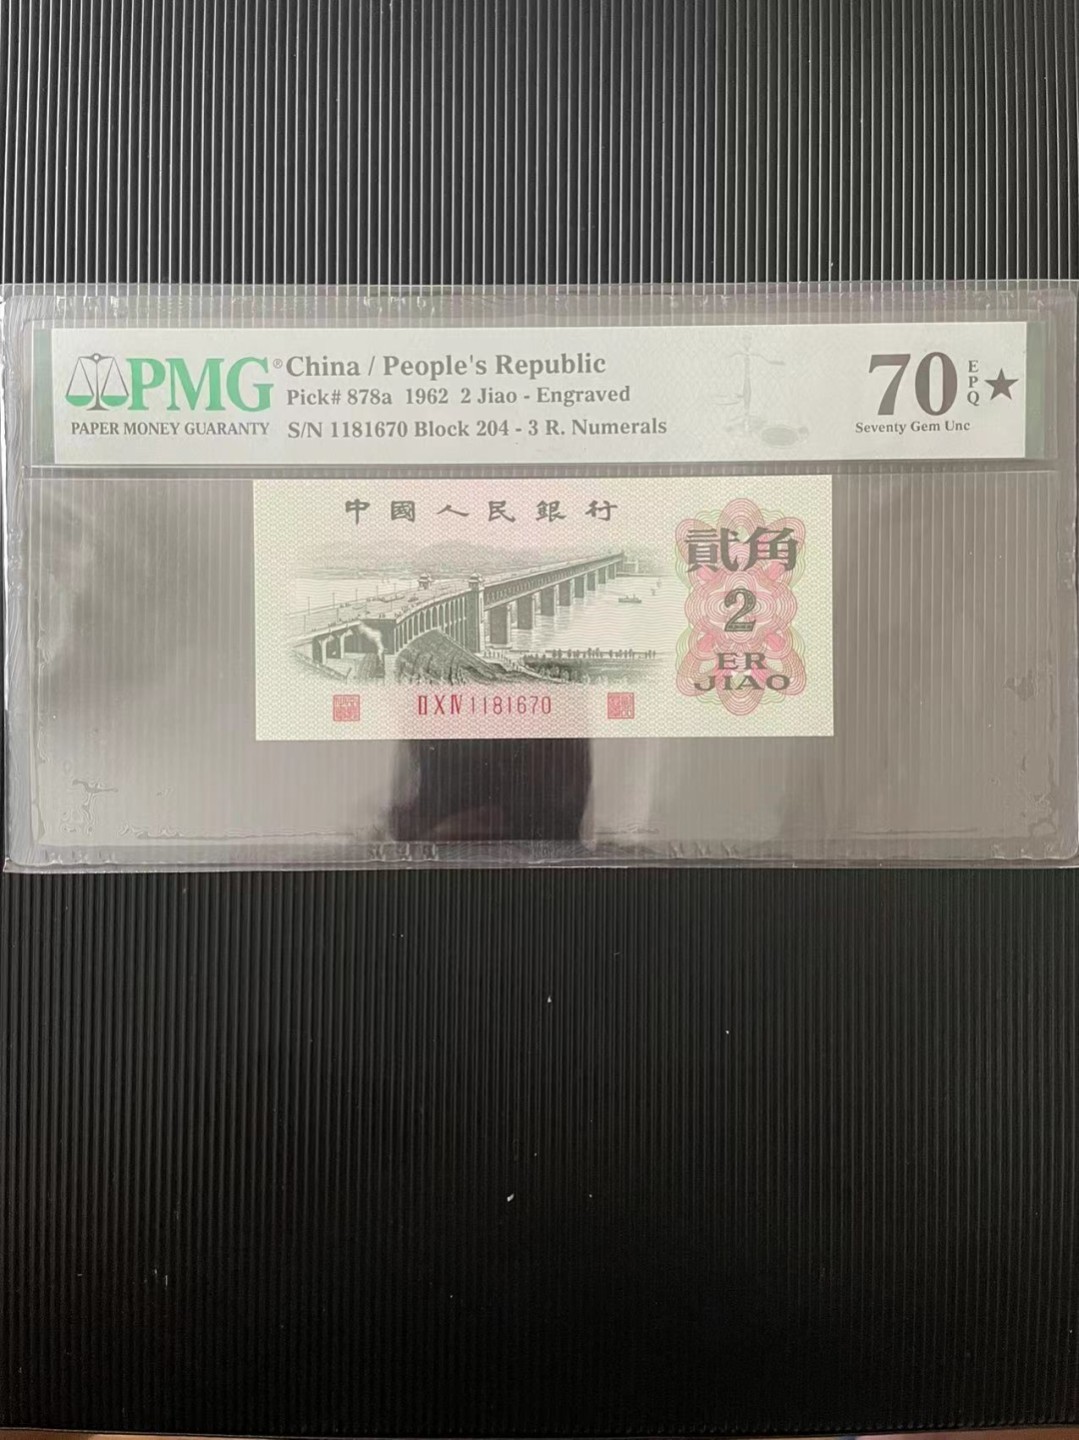 PMG®
PAPER MONEY GUARANTY
China / People's Republic
Pick# 878a 1962 2 Jiao - Engraved
S/N 1181670 Block 204 - 3 R. Numerals
70 EPQ★
Seventy Gem Unc
中國人民銀行
貳角
2
ER
JIAO
ⅡⅩⅣ1181670